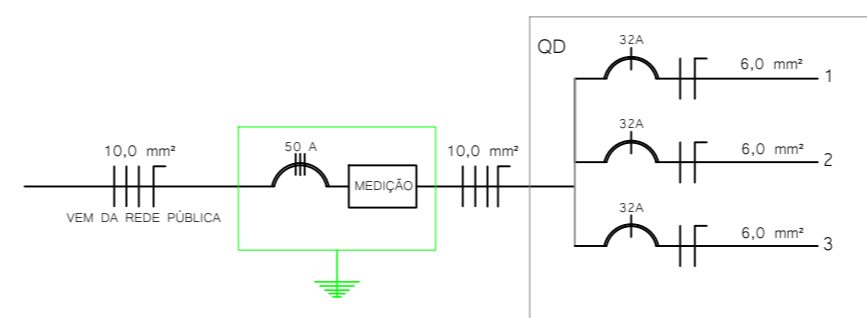 QD
32A
6,0 mm²
1
10,0 mm²
50 A
10,0 mm²
32A
6,0 mm²
2
MEDIÇÃO
VEM DA REDE PÚBLICA
32A
6,0 mm²
3